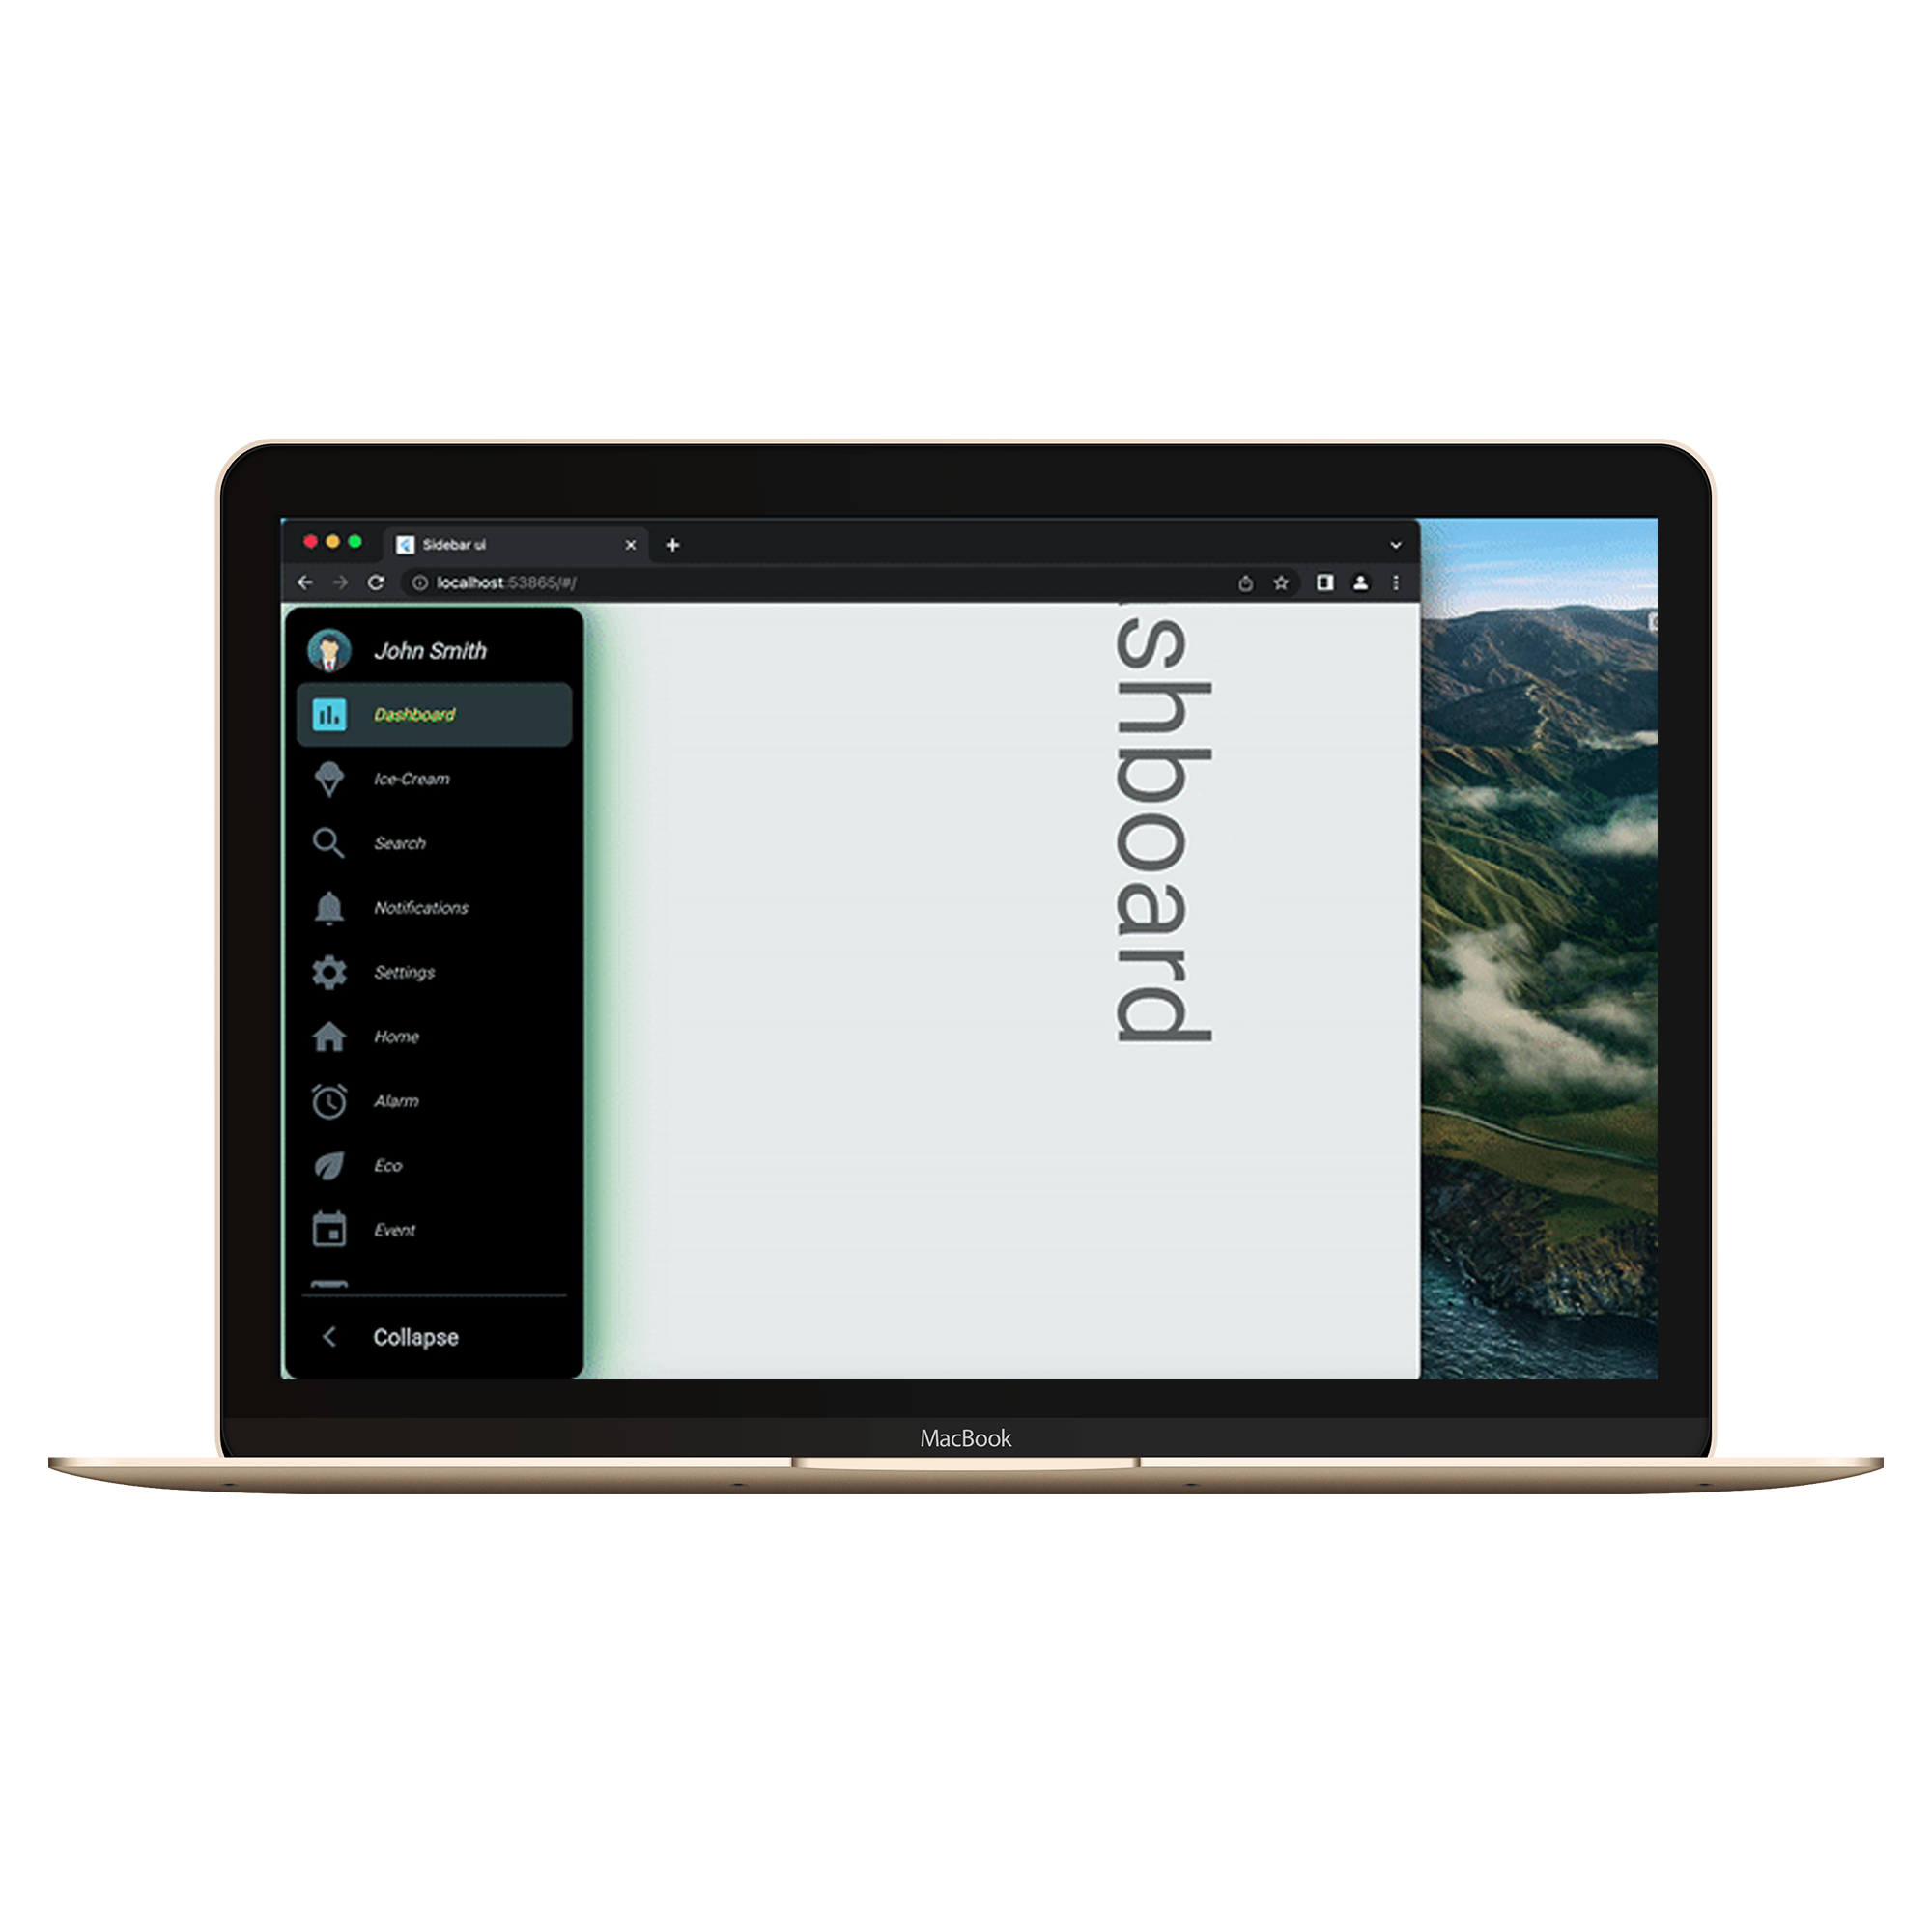 Sidebar ui
localhost:53865/#/
John Smith
Dashboard
Ice-Cream
Search
Notifications
Settings
Home
Alarm
Eco
Event
Collapse
shboard
MacBook